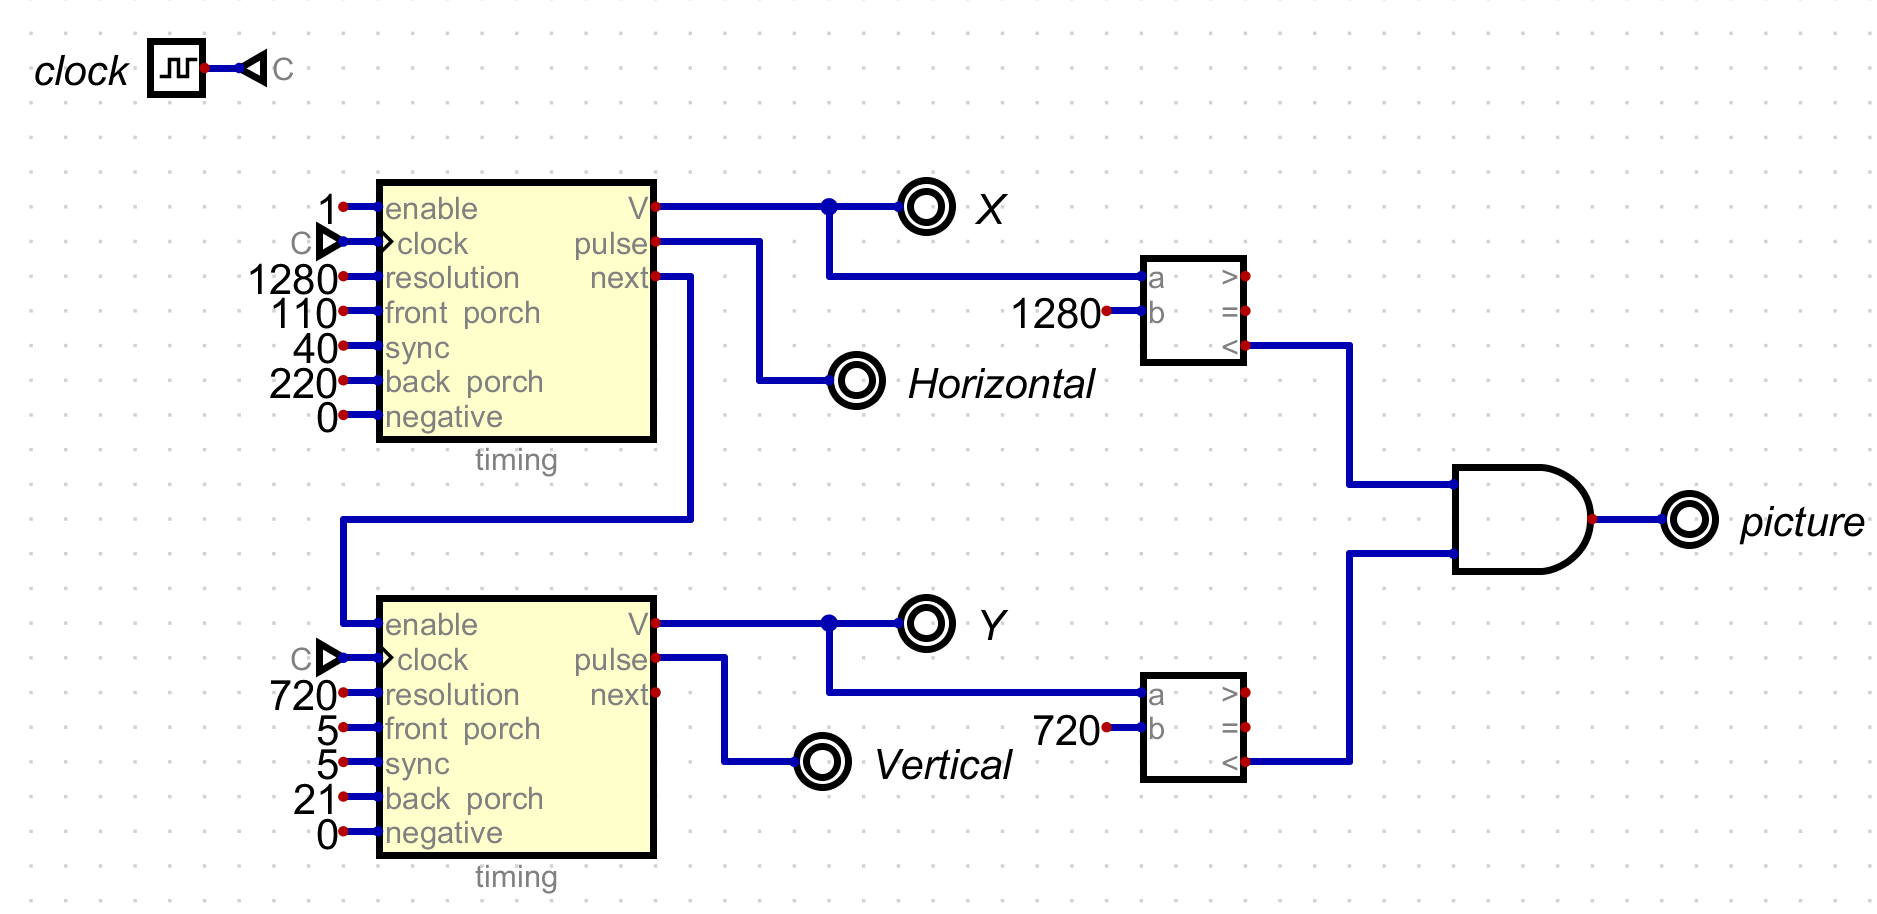 clock C
1 enable V X
C clock pulse
1280 resolution next a >
110 front porch 1280 b =
40 sync <
220 back porch Horizontal
0 negative
timing
picture
enable V Y
C clock pulse
720 resolution next a >
5 front porch 720 b =
5 sync Vertical <
21 back porch
0 negative
timing